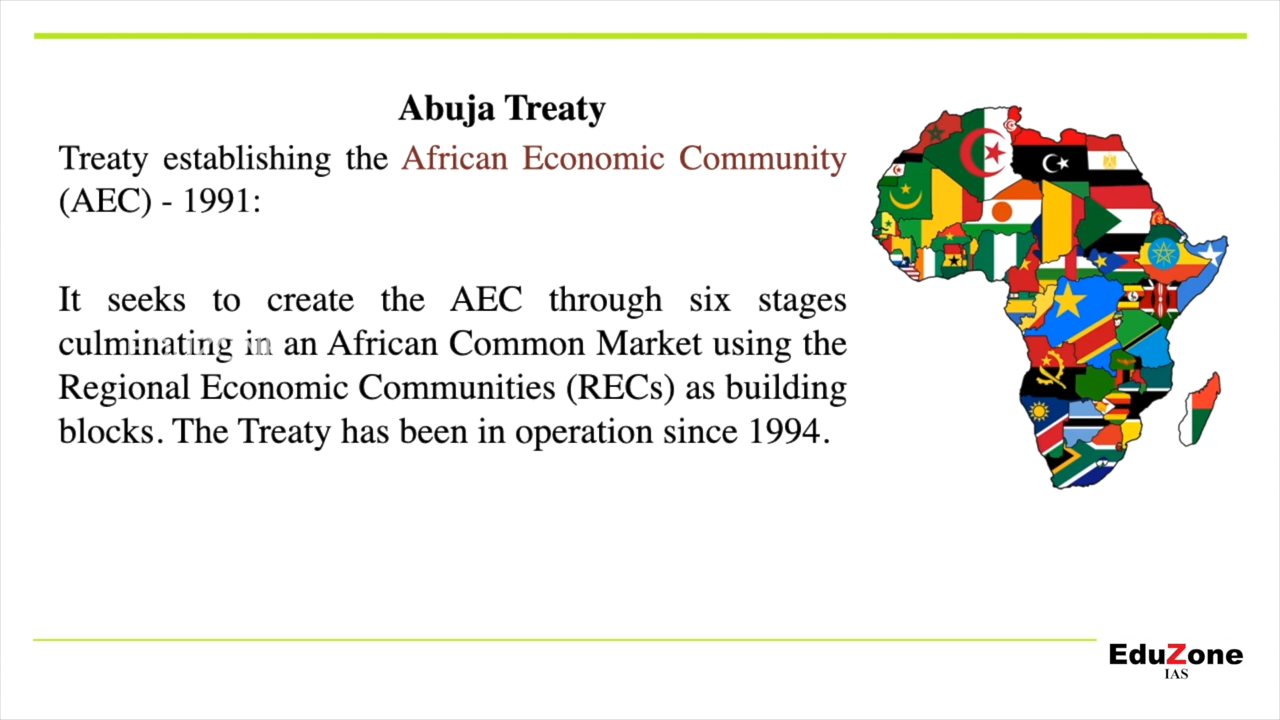 Abuja Treaty
Treaty establishing the African Economic Community
(AEC) - 1991:
It seeks to create the AEC through six stages
culminating in an African Common Market using the
Regional Economic Communities (RECs) as building
blocks. The Treaty has been in operation since 1994.
EduZone
IAS